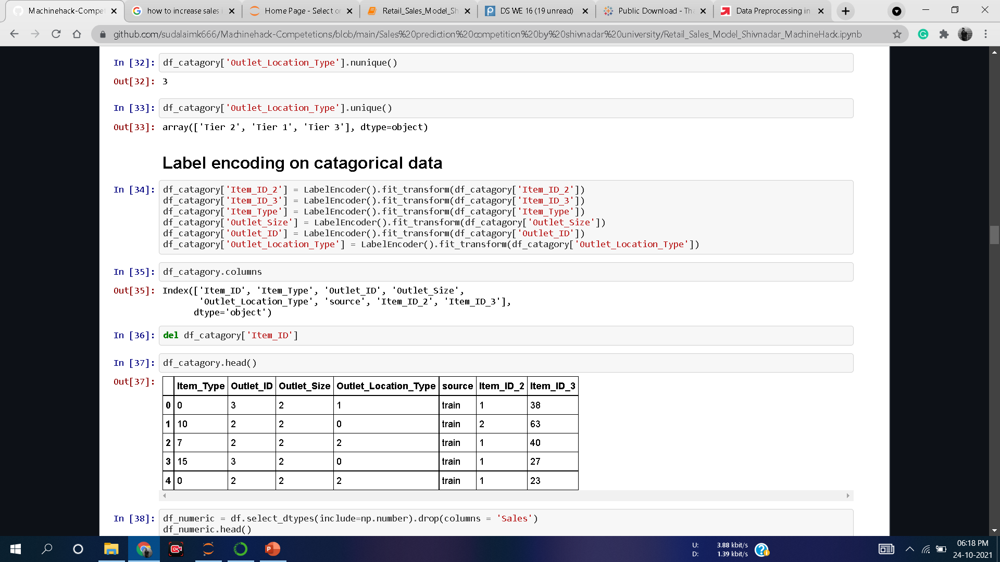 Machinehack-Compet
how to increase sales
Home Page - Select or
Retail_Sales_Model_Sh
DS WE 16 (19 unread)
Public Download - Tha
Data Preprocessing in
github.com/sudalaimk666/Machinehack-Competetions/blob/main/Sales%20prediction%20competition%20by%20shivnadar%20university/Retail_Sales_Model_Shivnadar_MachineHack.ipynb
In [32]: df_catagory['Outlet_Location_Type'].nunique()
Out[32]: 3
In [33]: df_catagory['Outlet_Location_Type'].unique()
Out[33]: array(['Tier 2', 'Tier 1', 'Tier 3'], dtype=object)
Label encoding on catagorical data
In [34]: df_catagory['Item_ID_2'] = LabelEncoder().fit_transform(df_catagory['Item_ID_2'])
df_catagory['Item_ID_3'] = LabelEncoder().fit_transform(df_catagory['Item_ID_3'])
df_catagory['Item_Type'] = LabelEncoder().fit_transform(df_catagory['Item_Type'])
df_catagory['Outlet_Size'] = LabelEncoder().fit_transform(df_catagory['Outlet_Size'])
df_catagory['Outlet_ID'] = LabelEncoder().fit_transform(df_catagory['Outlet_ID'])
df_catagory['Outlet_Location_Type'] = LabelEncoder().fit_transform(df_catagory['Outlet_Location_Type'])
In [35]: df_catagory.columns
Out[35]: Index(['Item_ID', 'Item_Type', 'Outlet_ID', 'Outlet_Size',
'Outlet_Location_Type', 'source', 'Item_ID_2', 'Item_ID_3'],
dtype='object')
In [36]: del df_catagory['Item_ID']
In [37]: df_catagory.head()
Out[37]:
Item_Type Outlet_ID Outlet_Size Outlet_Location_Type source Item_ID_2 Item_ID_3
0 0 3 2 1 train 1 38
1 10 2 2 0 train 2 63
2 7 2 2 2 train 1 40
3 15 3 2 0 train 1 27
4 0 2 2 2 train 1 23
In [38]: df_numeric = df.select_dtypes(include=np.number).drop(columns = 'Sales')
df_numeric.head()
U: 3.88 kbit/s
D: 1.39 kbit/s
06:18 PM
24-10-2021